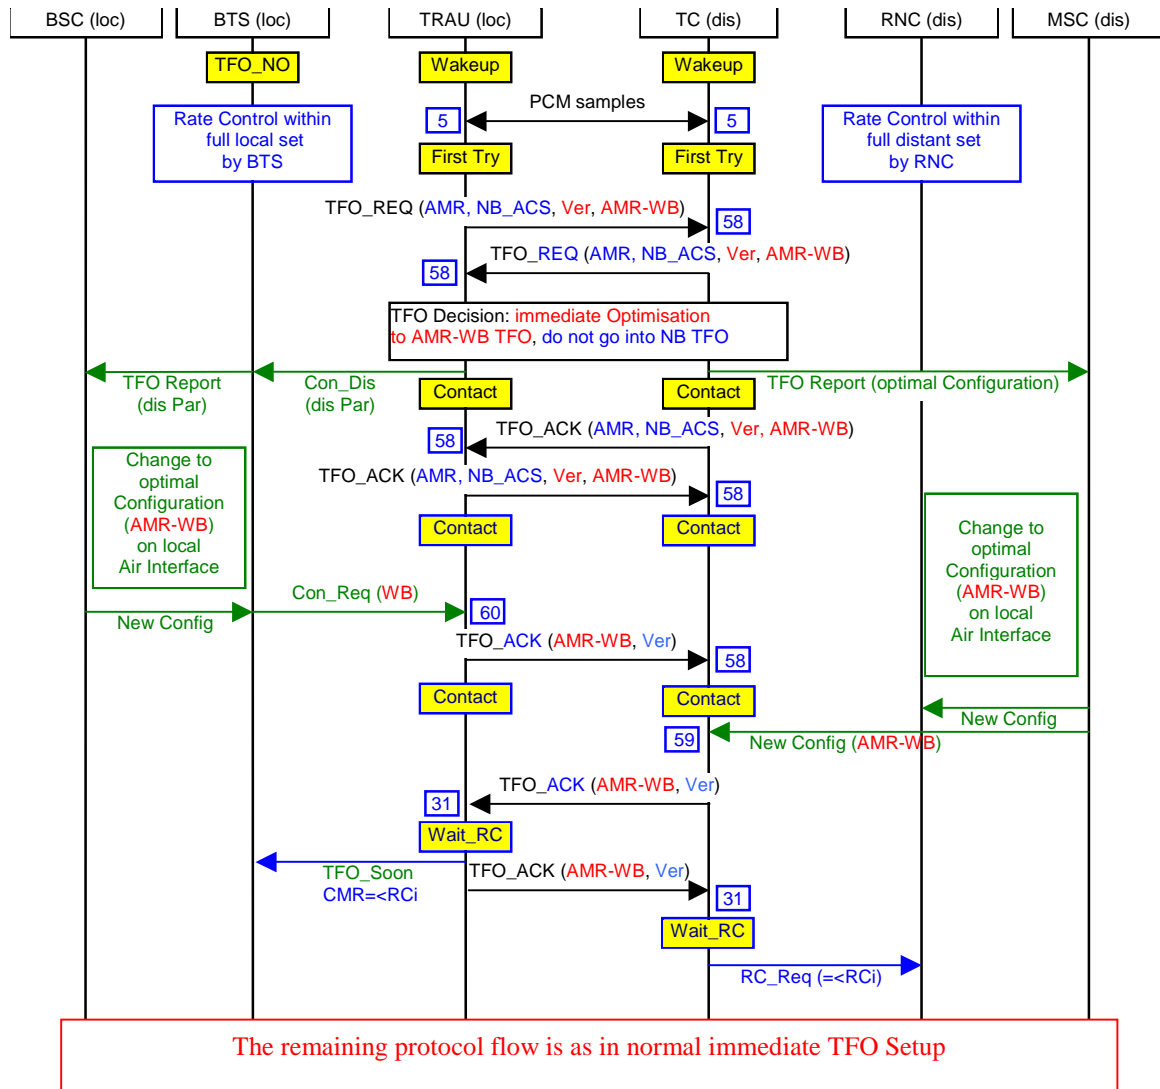 BSC (loc) BTS (loc) TRAU (loc) TC (dis) RNC (dis) MSC (dis)
TFO_NO Wakeup Wakeup
PCM samples
5 5
Rate Control within
full local set
by BTS
Rate Control within
full distant set
by RNC
First Try First Try
TFO_REQ (AMR, NB_ACS, Ver, AMR-WB)
58
TFO_REQ (AMR, NB_ACS, Ver, AMR-WB)
58
TFO Decision: immediate Optimisation
to AMR-WB TFO, do not go into NB TFO
TFO Report
(dis Par)
Con_Dis
(dis Par)
Contact Contact
TFO Report (optimal Configuration)
TFO_ACK (AMR, NB_ACS, Ver, AMR-WB)
58
TFO_ACK (AMR, NB_ACS, Ver, AMR-WB)
58
Change to
optimal
Configuration
(AMR-WB)
on local
Air Interface
Contact Contact
Change to
optimal
Configuration
(AMR-WB)
on local
Air Interface
Con_Req (WB)
New Config
60
TFO_ACK (AMR-WB, Ver)
58
Contact Contact
New Config
59
New Config (AMR-WB)
TFO_ACK (AMR-WB, Ver)
31
Wait_RC
TFO_Soon
CMR=<RCi
TFO_ACK (AMR-WB, Ver)
31
Wait_RC
RC_Req (=<RCi)
The remaining protocol flow is as in normal immediate TFO Setup